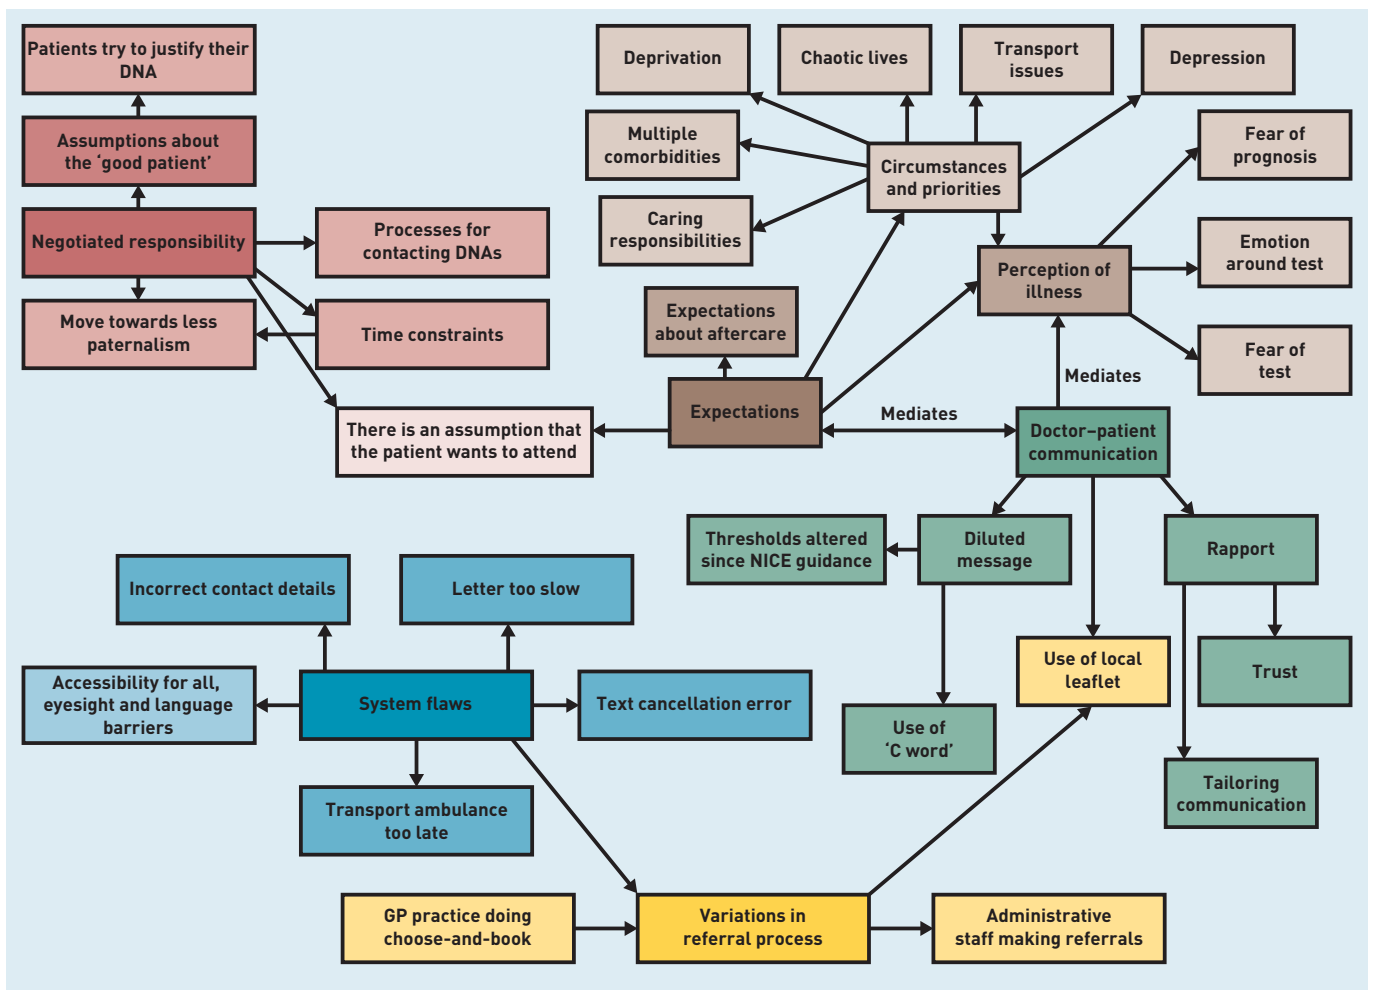 Patients try to justify their
DNA
Assumptions about
the ‘good patient’
Negotiated responsibility
Processes for
contacting DNAs
Move towards less
paternalism
Time constraints
There is an assumption that
the patient wants to attend
Deprivation
Chaotic lives
Transport
issues
Depression
Multiple
comorbidities
Circumstances
and priorities
Fear of
prognosis
Caring
responsibilities
Perception of
illness
Emotion
around test
Expectations
about aftercare
Fear of
test
Mediates
Expectations
Mediates
Doctor–patient
communication
Thresholds altered
since NICE guidance
Diluted
message
Rapport
Use of local
leaflet
Trust
Use of
‘C word’
Tailoring
communication
Incorrect contact details
Letter too slow
Accessibility for all,
eyesight and language
barriers
System flaws
Text cancellation error
Transport ambulance
too late
GP practice doing
choose-and-book
Variations in
referral process
Administrative
staff making referrals